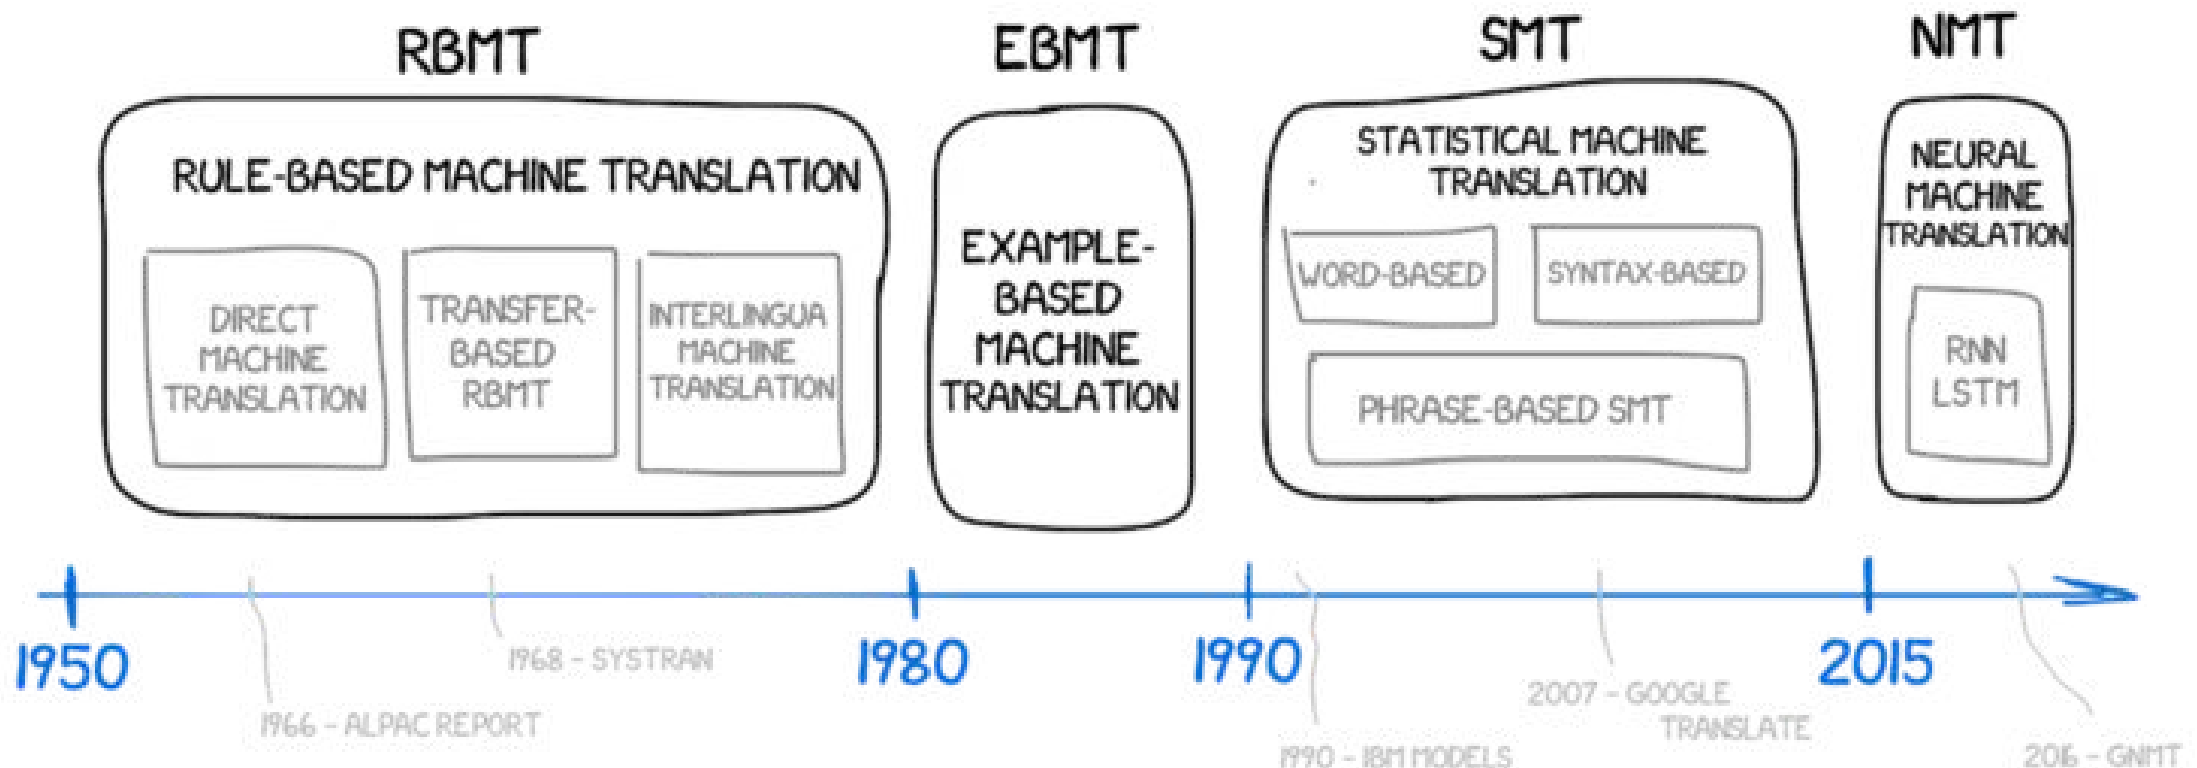 RBMT
RULE-BASED MACHINE TRANSLATION
DIRECT
MACHINE
TRANSLATION
TRANSFER-
BASED
RBMT
INTERLINGUA
MACHINE
TRANSLATION
EBMT
EXAMPLE-
BASED
MACHINE
TRANSLATION
SMT
STATISTICAL MACHINE
TRANSLATION
WORD-BASED
SYNTAX-BASED
PHRASE-BASED SMT
NMT
NEURAL
MACHINE
TRANSLATION
RNN
LSTM
1950
1966 - ALPAC REPORT
1968 - SYSTRAN
1980
1990
1990 - IBM MODELS
2007 - GOOGLE
TRANSLATE
2015
2016 - GNMT